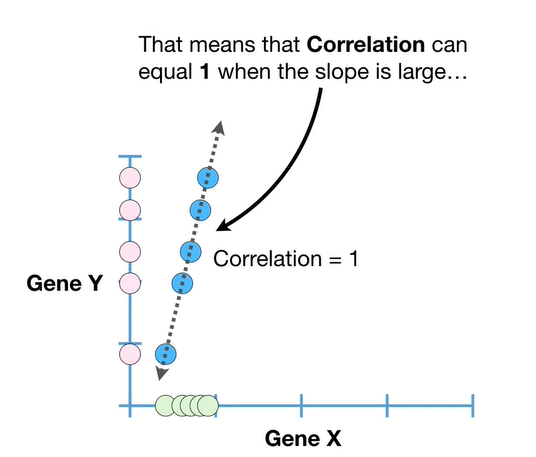 That means that Correlation can
equal 1 when the slope is large…
Correlation = 1
Gene Y
Gene X